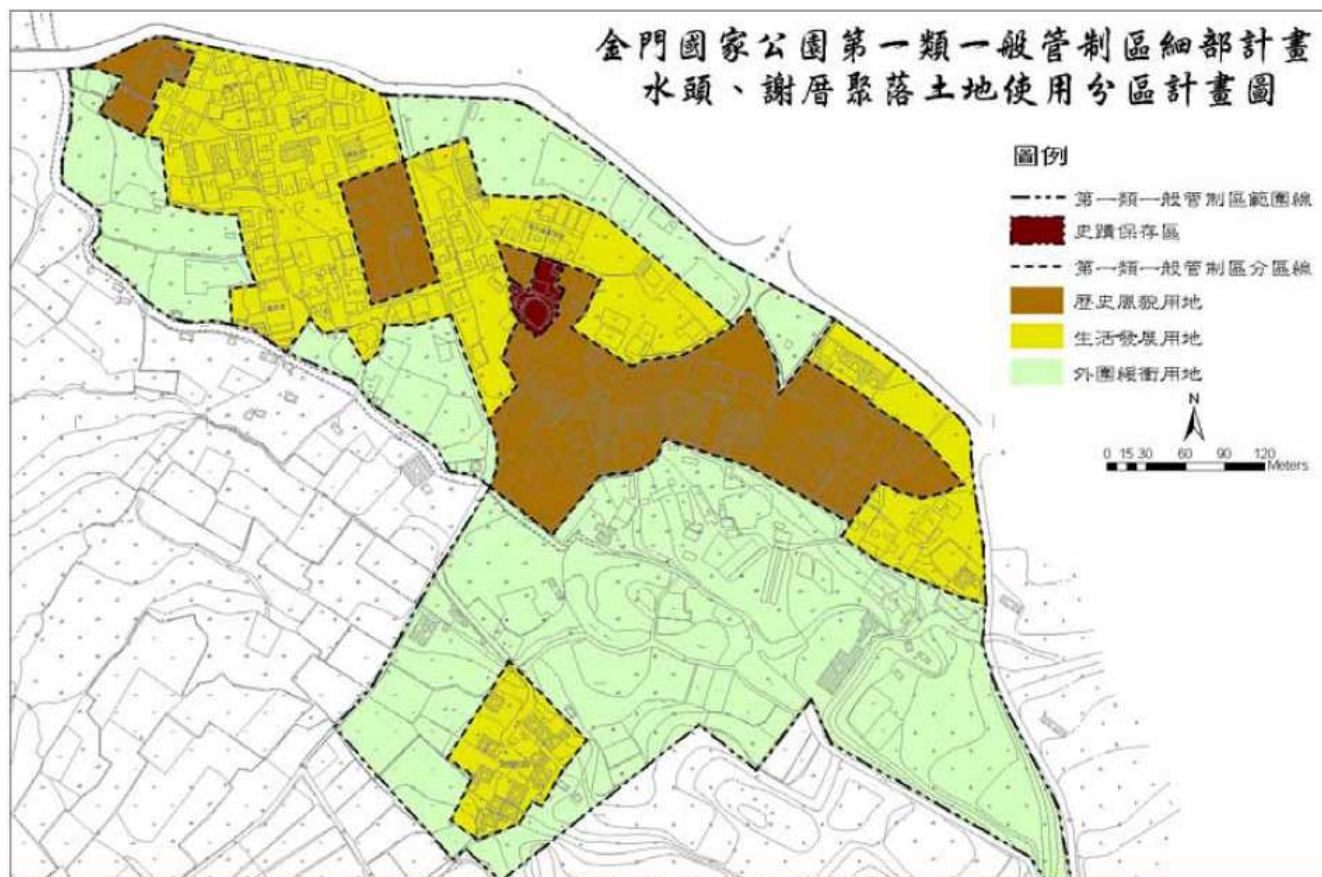 金門國家公園第一類一般管制區細部計畫
水頭、謝厝聚落土地使用分區計畫圖
圖例
第一類一般管制區範圍線
史蹟保存區
第一類一般管制區分區線
歷史風貌用地
生活發展用地
外圍緩衝用地
N
0 15 30 60 90 120
Meters